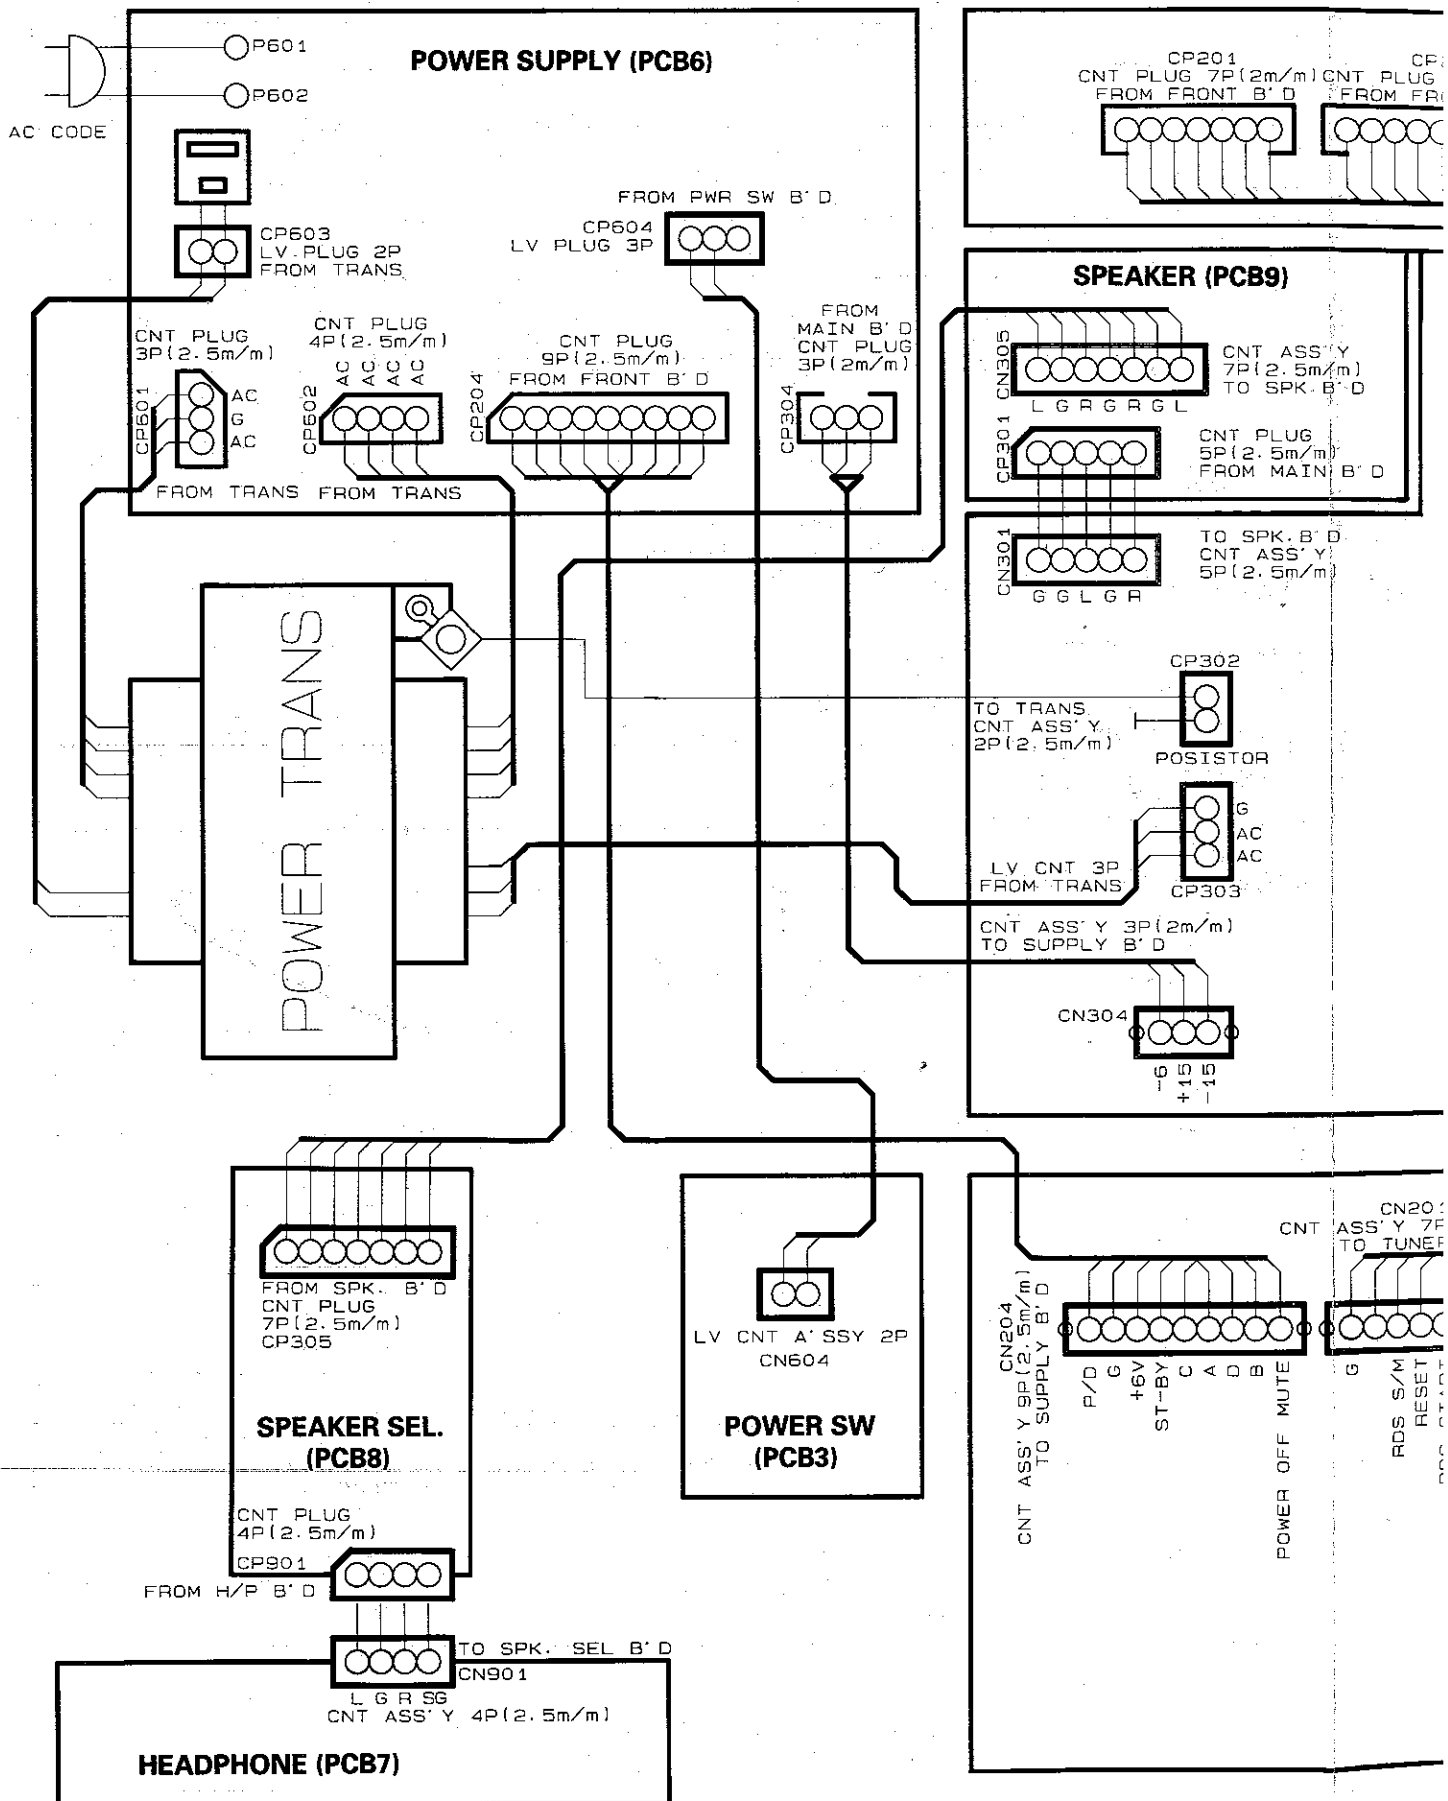 P601
P602
AC CODE
POWER SUPPLY (PCB6)
CP603
LV PLUG 2P
FROM TRANS
FROM PWR SW B'D
CP604
LV PLUG 3P
CNT PLUG
3P(2.5m/m)
CP601
AC
G
AC
FROM TRANS
CNT PLUG
4P(2.5m/m)
AC
AC
AC
AC
CP602
FROM TRANS
CNT PLUG
9P(2.5m/m)
FROM FRONT B'D
CP204
FROM
MAIN B'D
CNT PLUG
3P(2m/m)
CP304
CP201
CNT PLUG 7P(2m/m)
FROM FRONT B'D
CNT PLUG
SPEAKER (PCB9)
CN305
CNT ASS'Y
7P(2.5m/m)
TO SPK.B'D
L G R G R G L
CP301
CNT PLUG
5P(2.5m/m)
FROM MAIN B'D
CN301
TO SPK.B'D
CNT ASS'Y
5P(2.5m/m)
G G L G R
POWER TRANS
CP302
TO TRANS.
CNT ASS'Y
2P(2.5m/m)
POSISTOR
G
AC
AC
LV CNT 3P
FROM TRANS
CP303
CNT ASS'Y 3P(2m/m)
TO SUPPLY B'D
CN304
-6
+15
-15
FROM SPK. B'D
CNT PLUG
7P(2.5m/m)
CP305
SPEAKER SEL.
(PCB8)
CNT PLUG
4P(2.5m/m)
CP901
FROM H/P B'D
TO SPK. SEL B'D
CN901
L G R SG
CNT ASS'Y 4P(2.5m/m)
HEADPHONE (PCB7)
LV CNT A'SSY 2P
CN604
POWER SW
(PCB3)
CN204
CNT ASS'Y 9P(2.5m/m)
TO SUPPLY B'D
P/D
G
+6V
ST-BY
C
A
D
B
POWER OFF MUTE
CNT ASS'Y
TO TUNER
G
RDS S/M
RESET